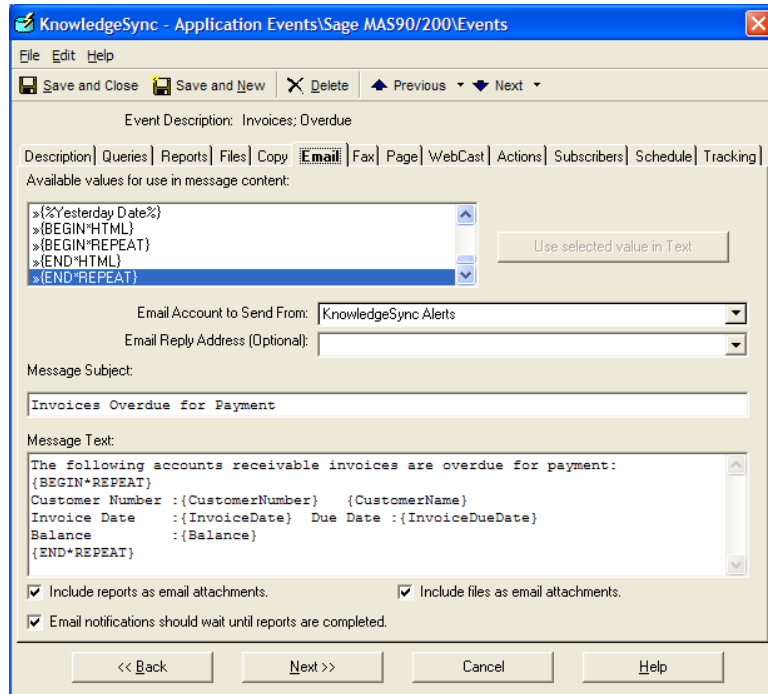 KnowledgeSync - Application Events\Sage MAS90/200\Events
File Edit Help
Save and Close Save and New Delete Previous Next
Event Description: Invoices; Overdue
Description Queries Reports Files Copy Email Fax Page WebCast Actions Subscribers Schedule Tracking
Available values for use in message content:
»{%Yesterday Date%}
»{BEGIN*HTML}
»{BEGIN*REPEAT}
»{END*HTML}
»{END*REPEAT}
Use selected value in Text
Email Account to Send From: KnowledgeSync Alerts
Email Reply Address (Optional):
Message Subject:
Invoices Overdue for Payment
Message Text:
The following accounts receivable invoices are overdue for payment:
{BEGIN*REPEAT}
Customer Number :{CustomerNumber} {CustomerName}
Invoice Date :{InvoiceDate} Due Date :{InvoiceDueDate}
Balance :{Balance}
{END*REPEAT}
Include reports as email attachments. Include files as email attachments.
Email notifications should wait until reports are completed.
<< Back Next >> Cancel Help